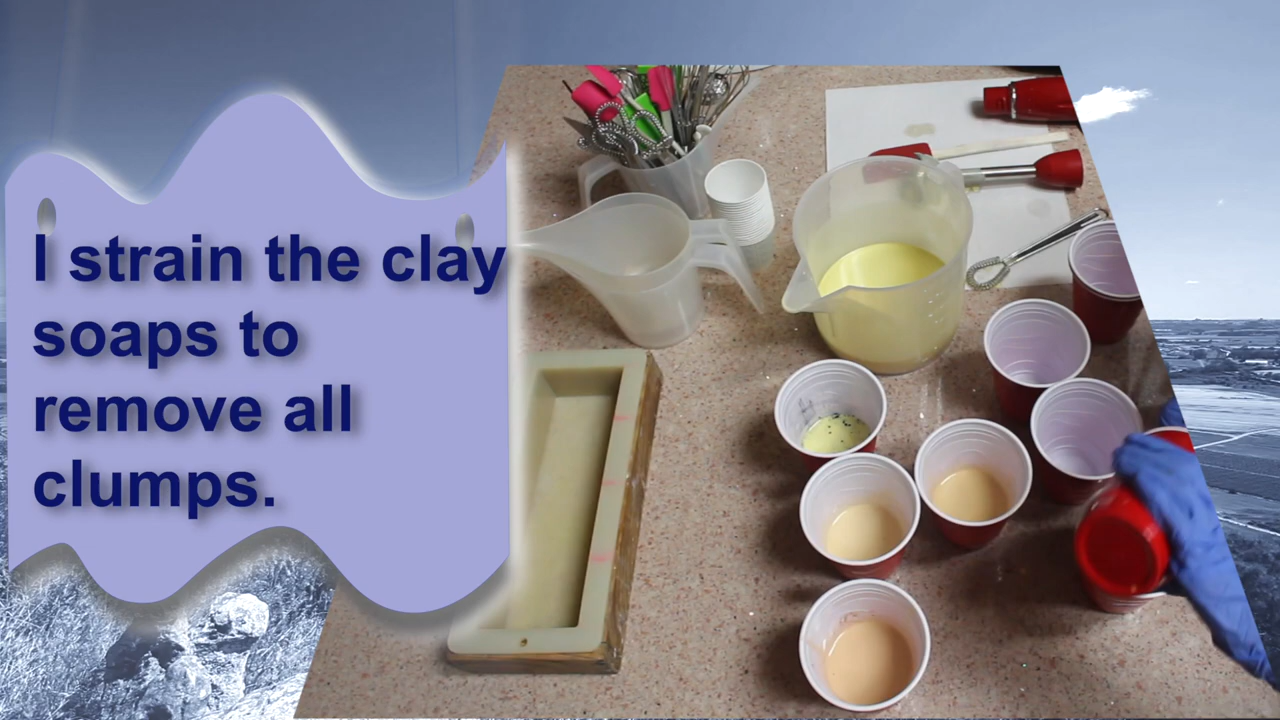 I strain the clay
soaps to
remove all
clumps.